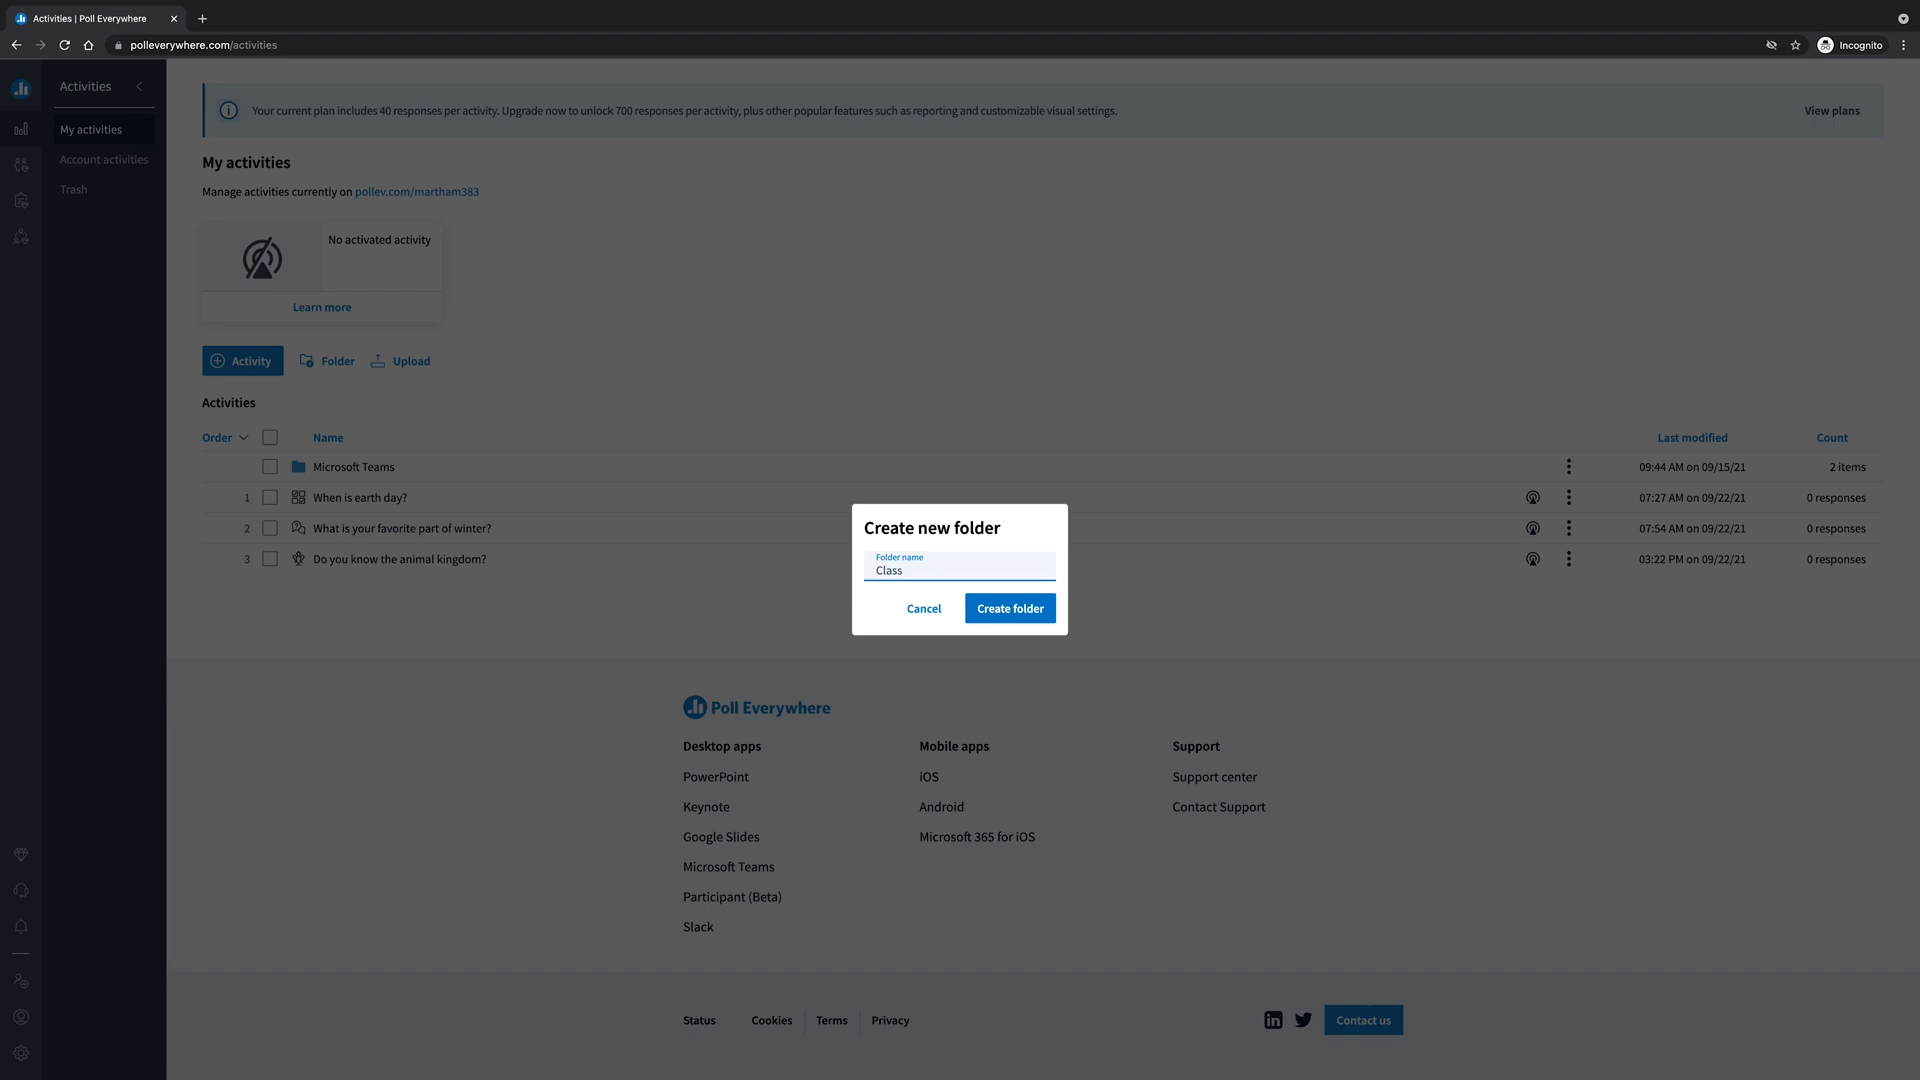 Activities | Poll Everywhere
polleverywhere.com/activities
Incognito
Activities
My activities
Account activities
Trash
Your current plan includes 40 responses per activity. Upgrade now to unlock 700 responses per activity, plus other popular features such as reporting and customizable visual settings.
View plans
My activities
Manage activities currently on pollev.com/martham383
No activated activity
Learn more
Activity Folder Upload
Activities
Order Name Last modified Count
Microsoft Teams 09:44 AM on 09/15/21 2 items
1 When is earth day? 07:27 AM on 09/22/21 0 responses
2 What is your favorite part of winter? 07:54 AM on 09/22/21 0 responses
3 Do you know the animal kingdom? 03:22 PM on 09/22/21 0 responses
Create new folder
Folder name
Class
Cancel Create folder
Poll Everywhere
Desktop apps
PowerPoint
Keynote
Google Slides
Microsoft Teams
Participant (Beta)
Slack
Mobile apps
iOS
Android
Microsoft 365 for iOS
Support
Support center
Contact Support
Status Cookies Terms Privacy
Contact us